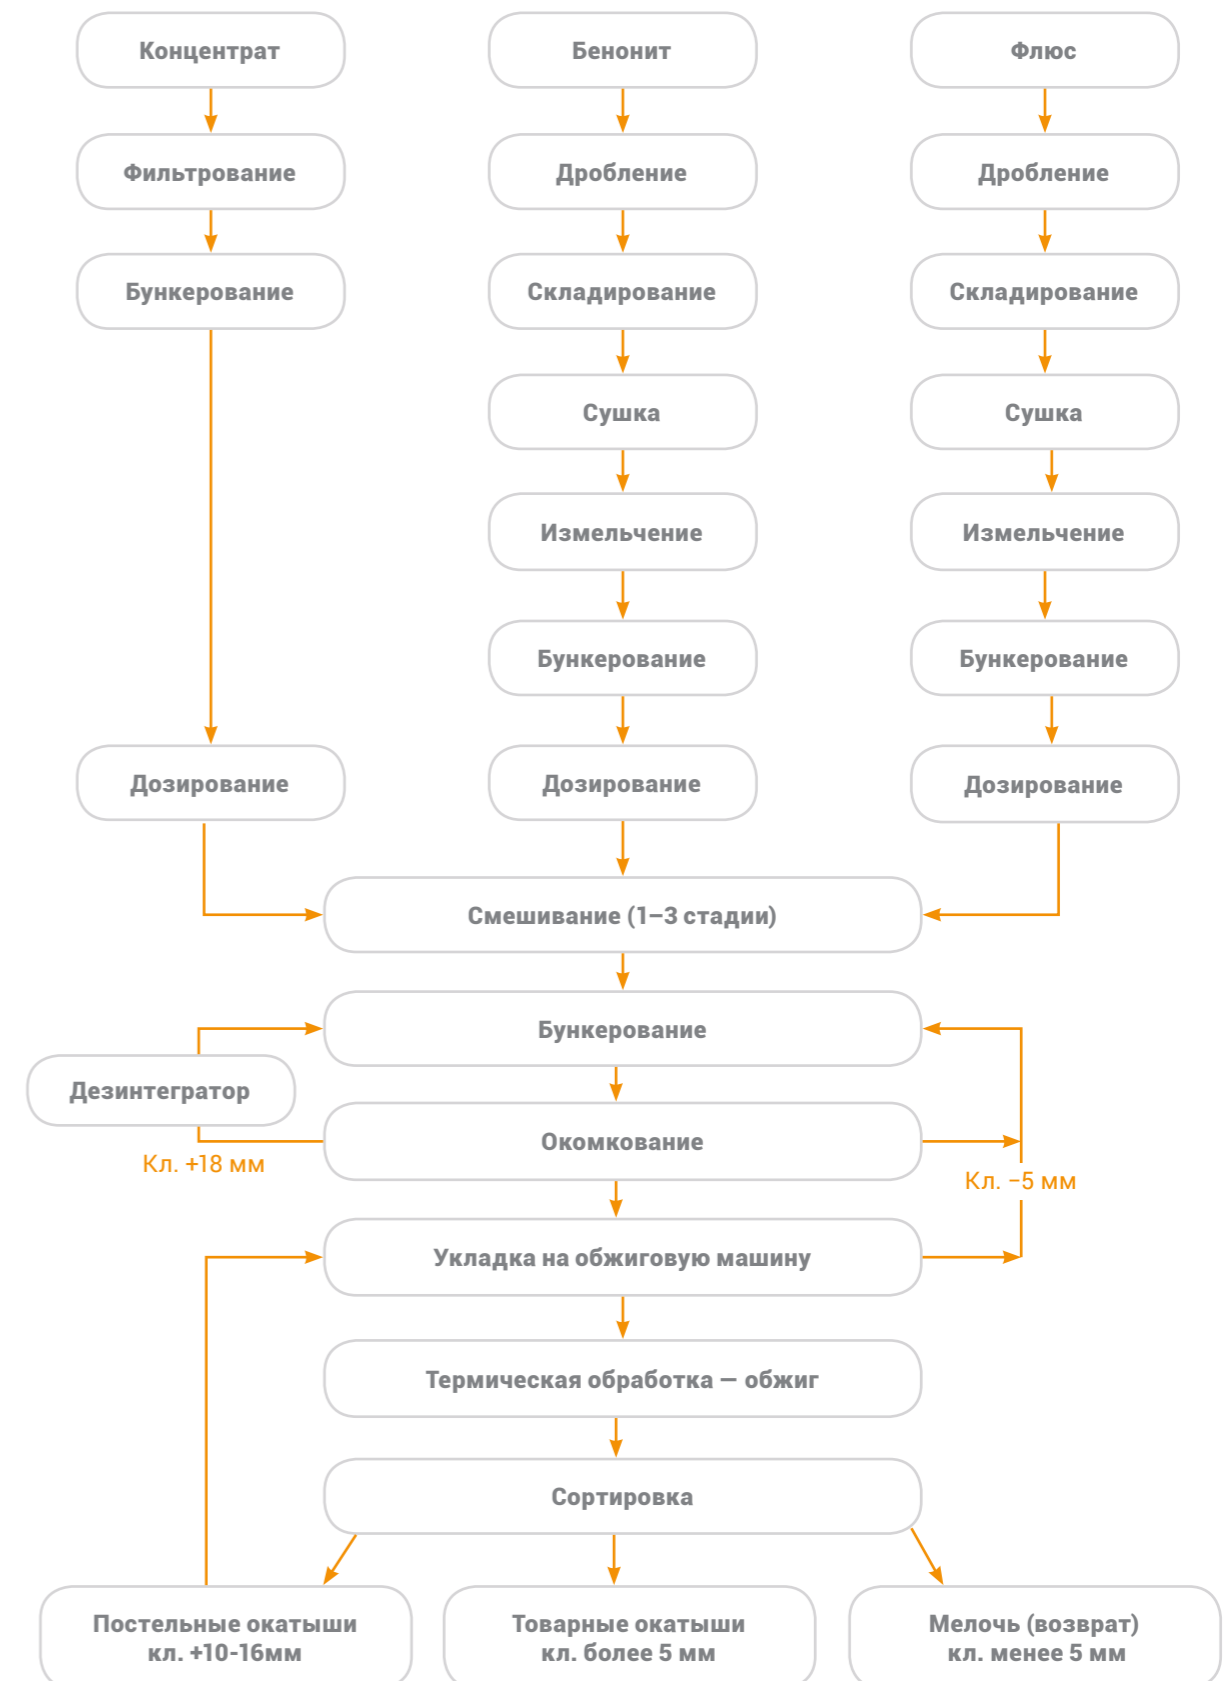 Концентрат
Бенонит
Флюс
Фильтрование
Дробление
Дробление
Бункерование
Складирование
Складирование
Сушка
Сушка
Измельчение
Измельчение
Бункерование
Бункерование
Дозирование
Дозирование
Дозирование
Смешивание (1–3 стадии)
Бункерование
Дезинтегратор
Окомкование
Кл. +18 мм
Кл. –5 мм
Укладка на обжиговую машину
Термическая обработка — обжиг
Сортировка
Постельные окатыши
кл. +10-16мм
Товарные окатыши
кл. более 5 мм
Мелочь (возврат)
кл. менее 5 мм